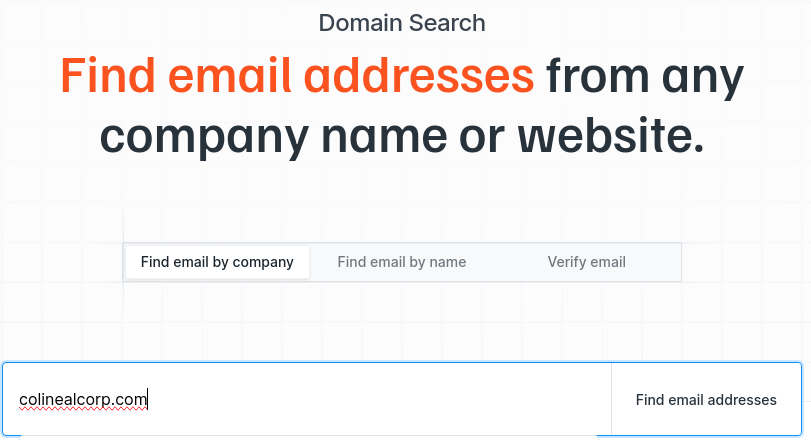 Domain Search
Find email addresses from any
company name or website.
Find email by company
Find email by name
Verify email
colinealcorp.com
Find email addresses